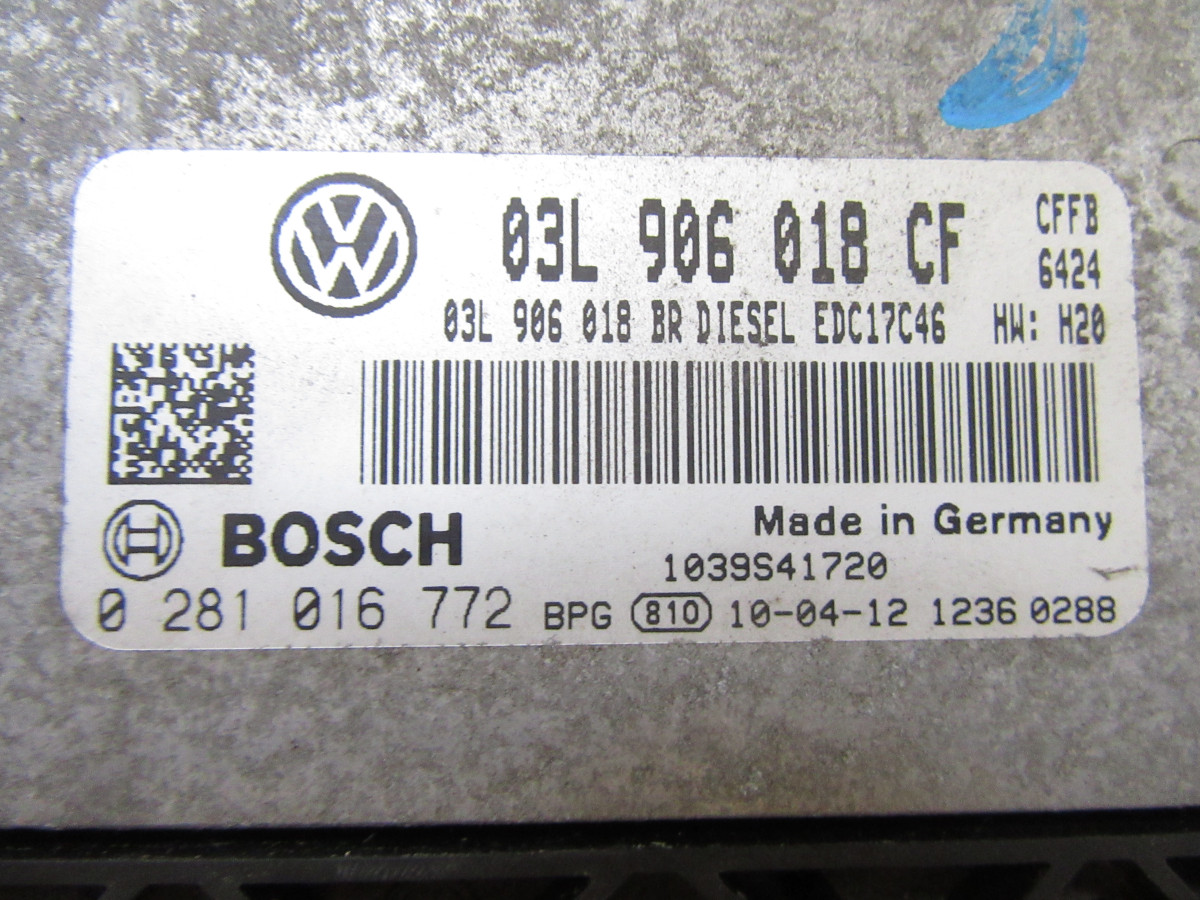 03L 906 018 CF CFFB
6424
03L 906 018 BR DIESEL EDC17C46 HW: H20
BOSCH
Made in Germany
1039S41720
0 281 016 772 BPG 810 10-04-12 1236 0288